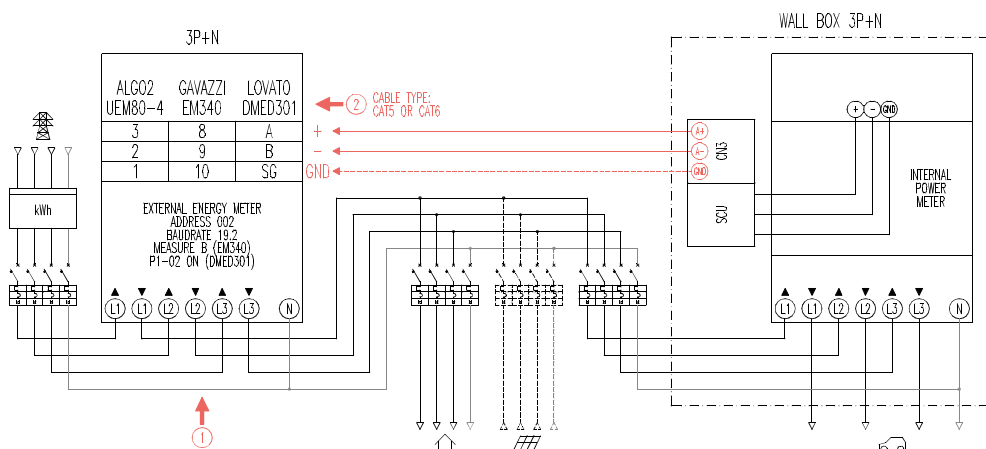 WALL BOX 3P+N
3P+N
ALGO2 GAVAZZI LOVATO
UEM80-4 EM340 DMED301
2 CABLE TYPE:
CAT5 OR CAT6
+ - GND
3 8 A + A+
2 9 B - A-
1 10 SG GND GND
CN3
SCU
INTERNAL
POWER
METER
kWh
EXTERNAL ENERGY METER
ADDRESS 002
BAUDRATE 19.2
MEASURE B (EM340)
P1-02 ON (DMED301)
L1 L1 L2 L2 L3 L3 N
L1 L1 L2 L2 L3 L3 N
1